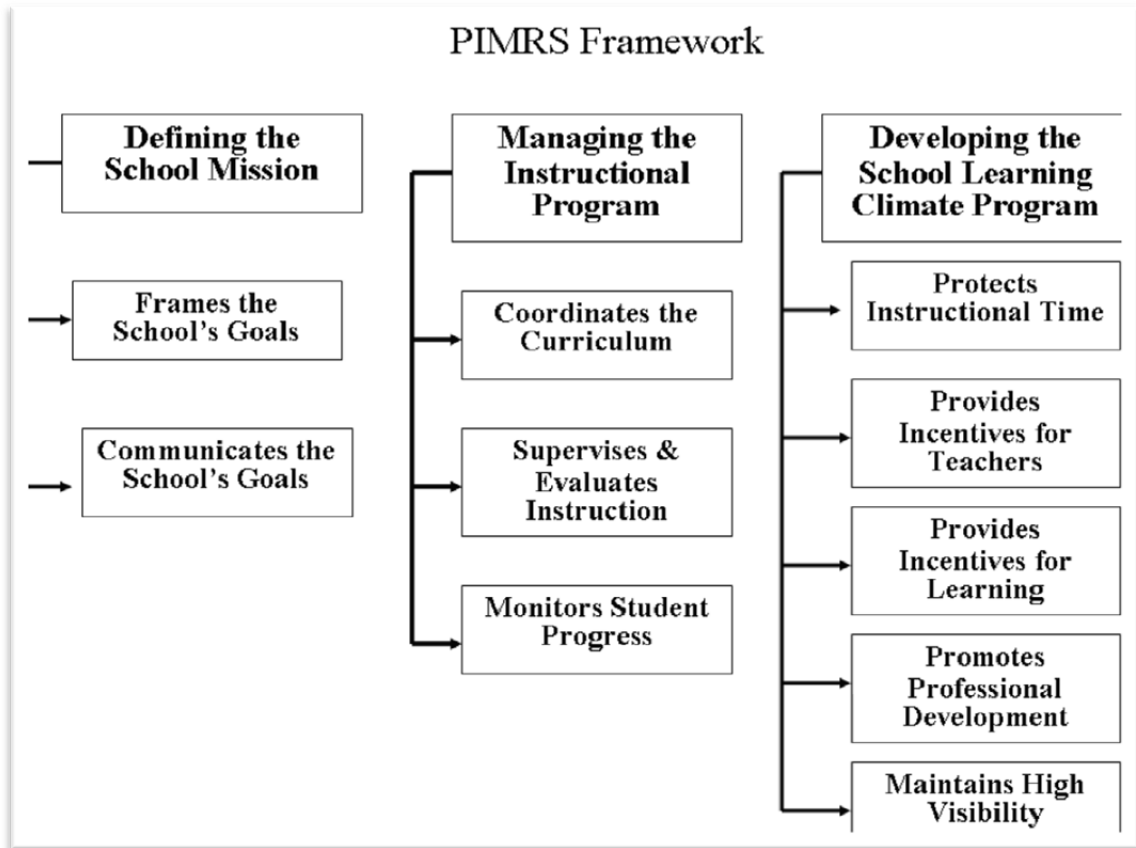 PIMRS Framework
Defining the
School Mission
Frames the
School's Goals
Communicates the
School's Goals
Managing the
Instructional
Program
Coordinates the
Curriculum
Supervises &
Evaluates
Instruction
Monitors Student
Progress
Developing the
School Learning
Climate Program
Protects
Instructional Time
Provides
Incentives for
Teachers
Provides
Incentives for
Learning
Promotes
Professional
Development
Maintains High
Visibility